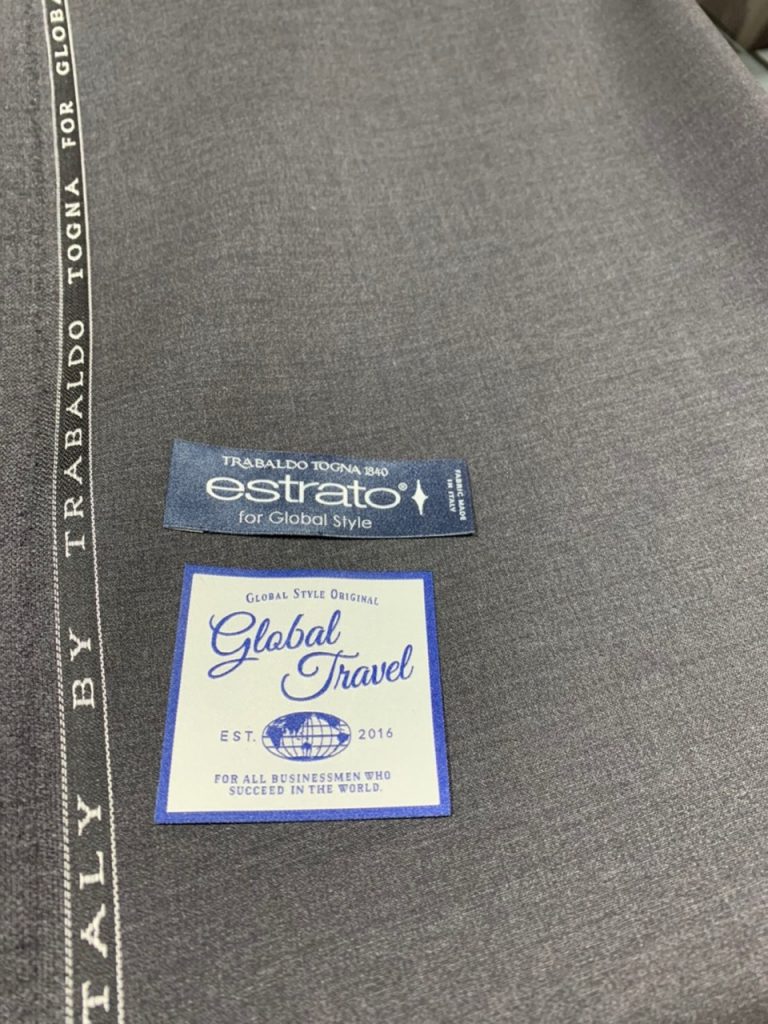 TALY BY TRABALDO TOGNA FOR GLOBA
TRABALDO TOGNA 1840
estrato®
for Global Style
FABRIC MADE
IN ITALY
GLOBAL STYLE ORIGINAL
Global
Travel
EST. 2016
FOR ALL BUSINESSMEN WHO
SUCCEED IN THE WORLD.